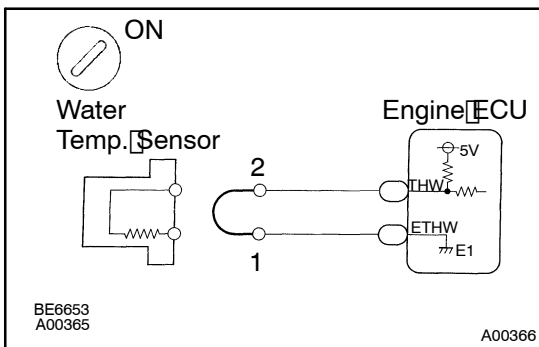 ON
Water
Temp. Sensor
Engine ECU
5V
2
THW
ETHW
E1
1
BE6653
A00365
A00366